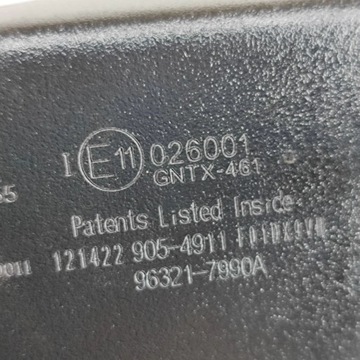 I E11 026001
GNTX-461
Patents Listed Inside
121422 905-4911
96321-7990A